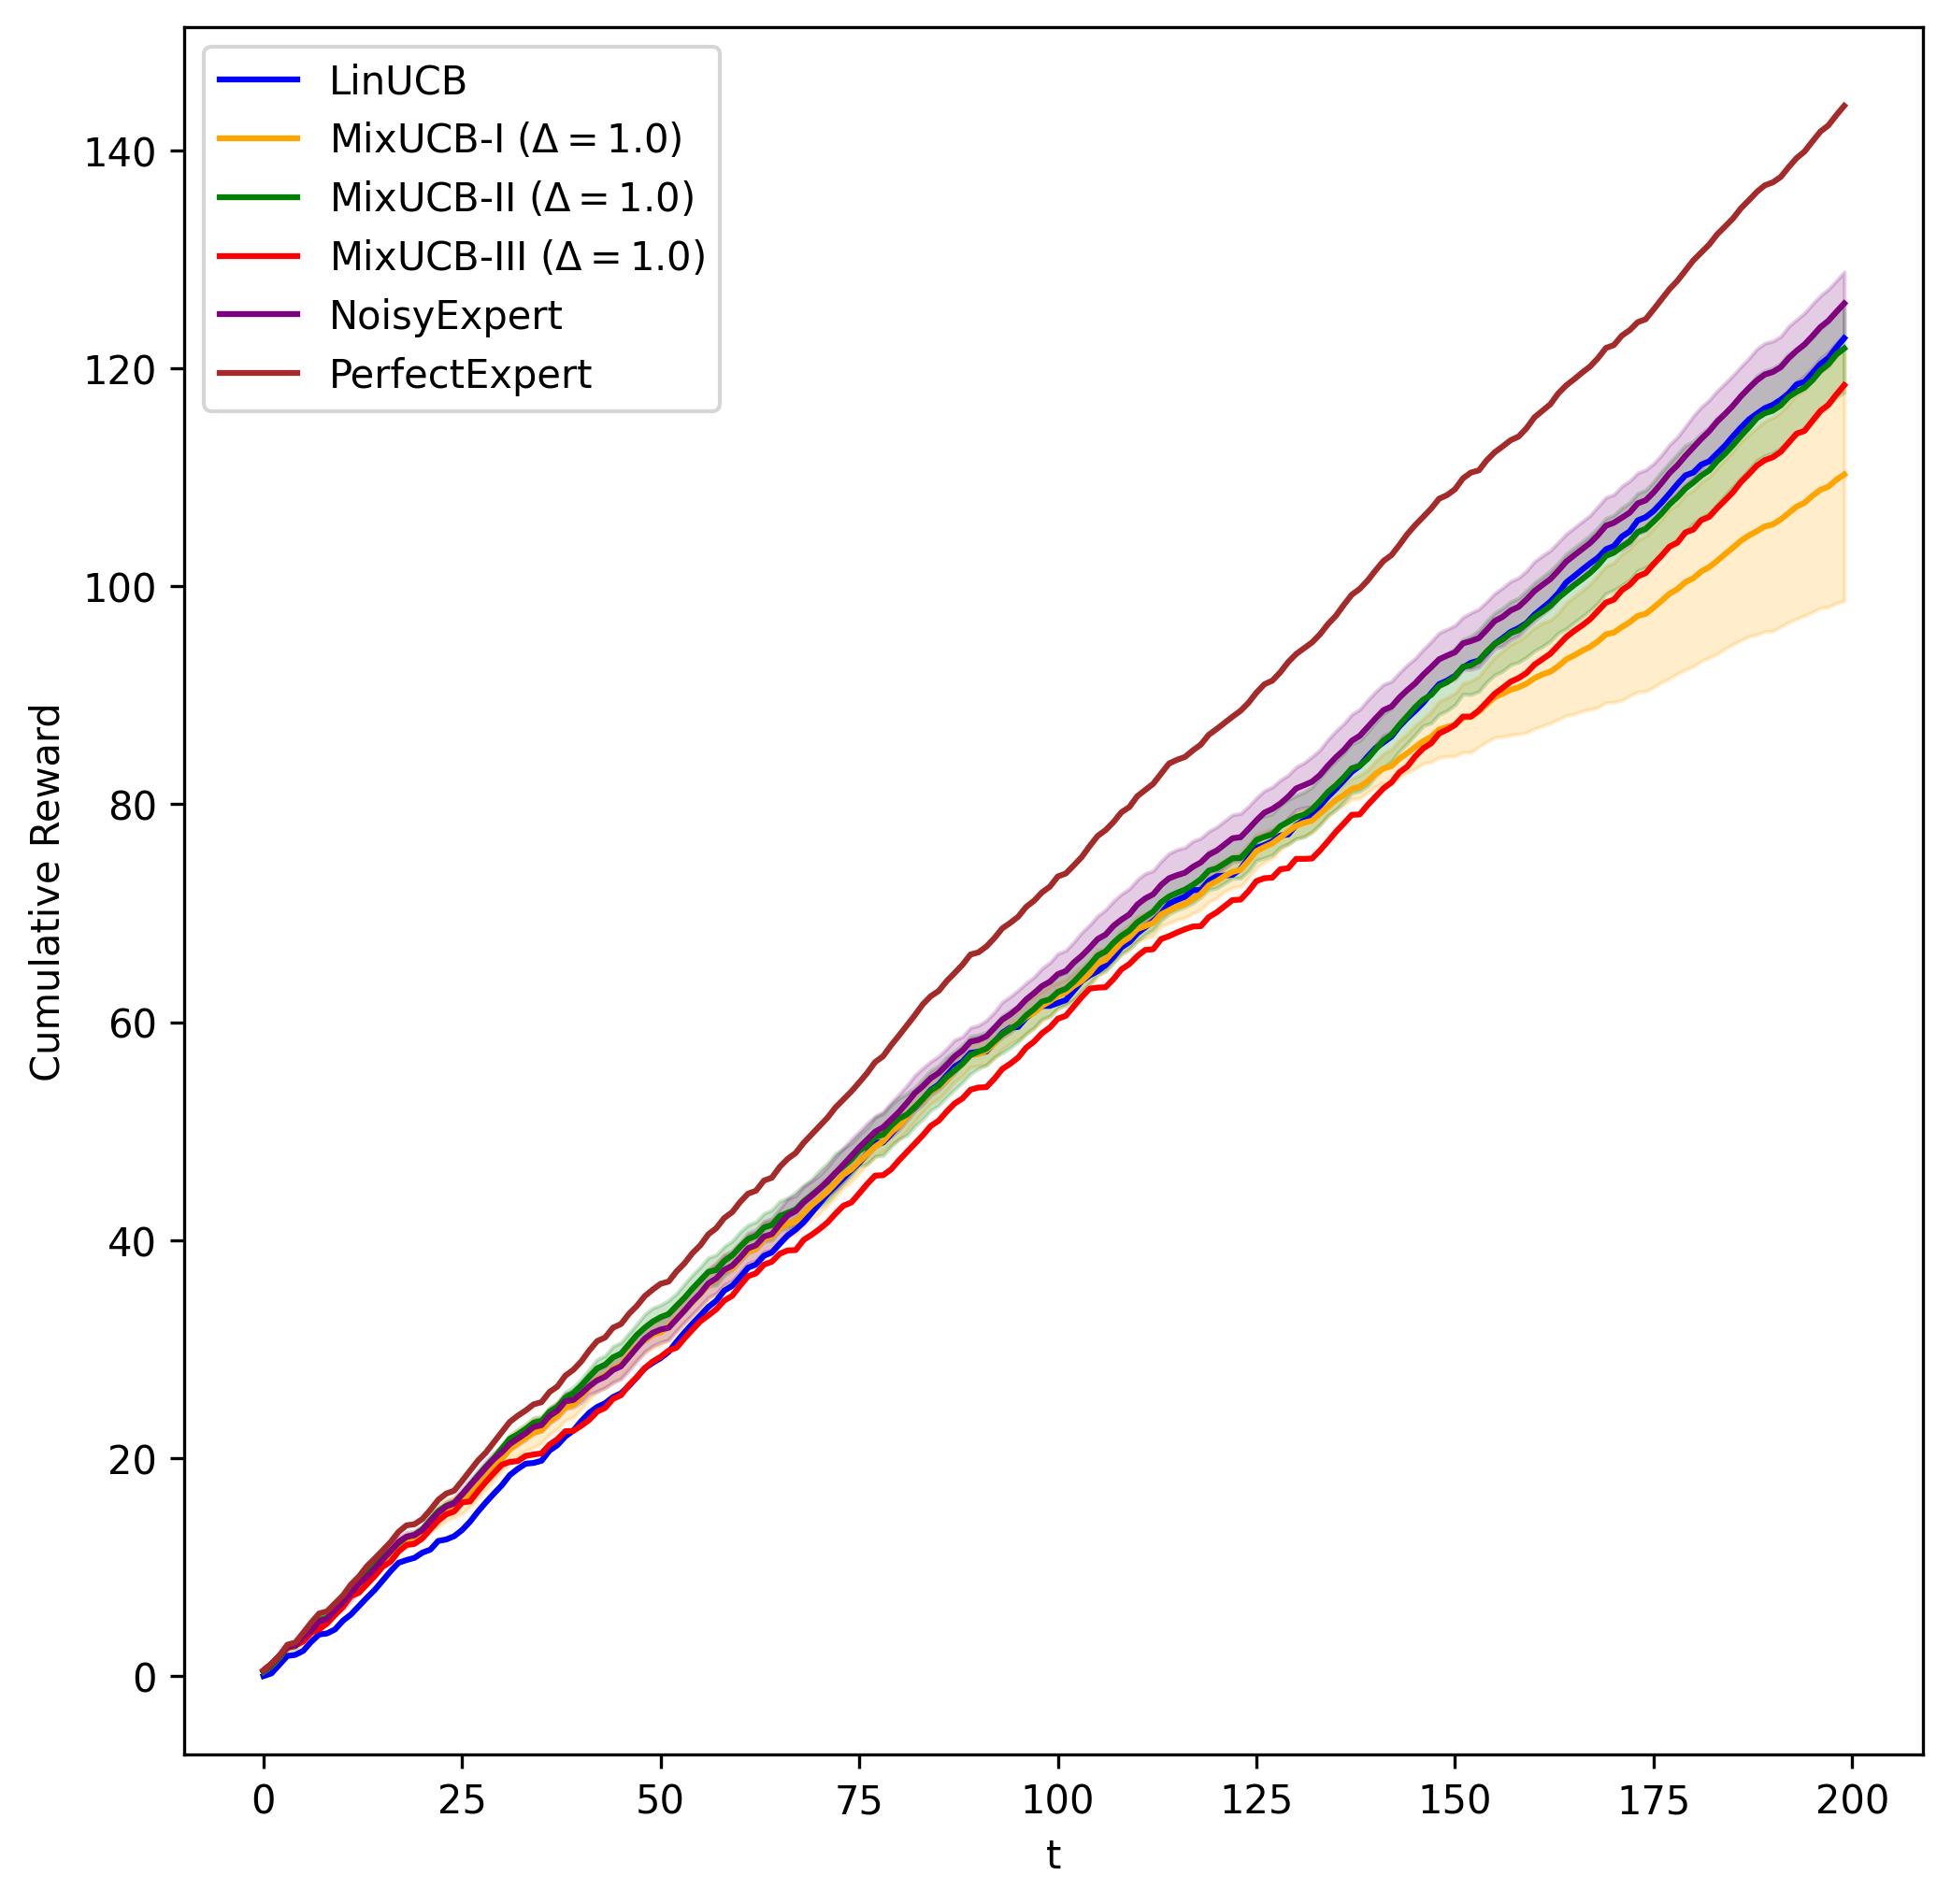 LinUCB
MixUCB-I (Δ = 1.0)
MixUCB-II (Δ = 1.0)
MixUCB-III (Δ = 1.0)
NoisyExpert
PerfectExpert
Cumulative Reward
140
120
100
80
60
40
20
0
0 25 50 75 100 125 150 175 200
t